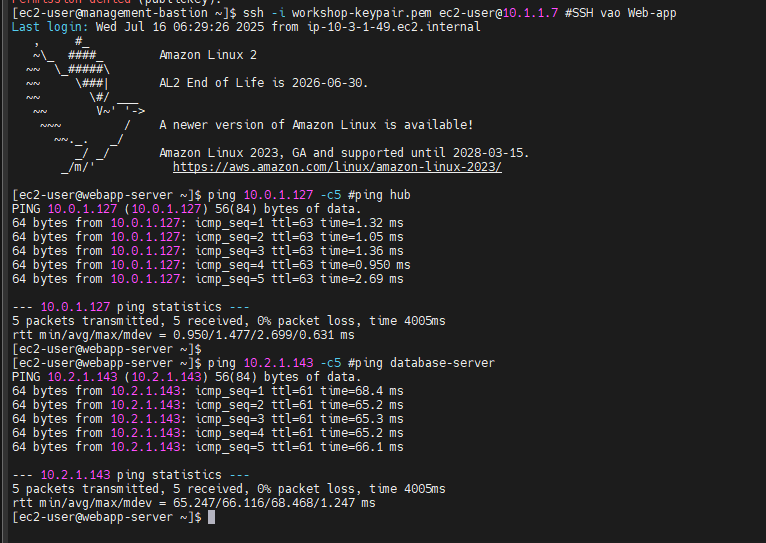 Permission denied (publickey).
[ec2-user@management-bastion ~]$ ssh -i workshop-keypair.pem ec2-user@10.1.1.7 #SSH vao Web-app
Last login: Wed Jul 16 06:29:26 2025 from ip-10-3-1-49.ec2.internal
   ,     #_
   ~\_  ####_        Amazon Linux 2
  ~~  \_#####\
  ~~     \###|       AL2 End of Life is 2026-06-30.
  ~~       \#/ ___
   ~~       V~' '->
    ~~~         /    A newer version of Amazon Linux is available!
      ~~._.   _/
         _/ _/       Amazon Linux 2023, GA and supported until 2028-03-15.
       _/m/'           https://aws.amazon.com/linux/amazon-linux-2023/
[ec2-user@webapp-server ~]$ ping 10.0.1.127 -c5 #ping hub
PING 10.0.1.127 (10.0.1.127) 56(84) bytes of data.
64 bytes from 10.0.1.127: icmp_seq=1 ttl=63 time=1.32 ms
64 bytes from 10.0.1.127: icmp_seq=2 ttl=63 time=1.05 ms
64 bytes from 10.0.1.127: icmp_seq=3 ttl=63 time=1.36 ms
64 bytes from 10.0.1.127: icmp_seq=4 ttl=63 time=0.950 ms
64 bytes from 10.0.1.127: icmp_seq=5 ttl=63 time=2.69 ms
--- 10.0.1.127 ping statistics ---
5 packets transmitted, 5 received, 0% packet loss, time 4005ms
rtt min/avg/max/mdev = 0.950/1.477/2.699/0.631 ms
[ec2-user@webapp-server ~]$
[ec2-user@webapp-server ~]$ ping 10.2.1.143 -c5 #ping database-server
PING 10.2.1.143 (10.2.1.143) 56(84) bytes of data.
64 bytes from 10.2.1.143: icmp_seq=1 ttl=61 time=68.4 ms
64 bytes from 10.2.1.143: icmp_seq=2 ttl=61 time=65.2 ms
64 bytes from 10.2.1.143: icmp_seq=3 ttl=61 time=65.3 ms
64 bytes from 10.2.1.143: icmp_seq=4 ttl=61 time=65.2 ms
64 bytes from 10.2.1.143: icmp_seq=5 ttl=61 time=66.1 ms
--- 10.2.1.143 ping statistics ---
5 packets transmitted, 5 received, 0% packet loss, time 4005ms
rtt min/avg/max/mdev = 65.247/66.116/68.468/1.247 ms
[ec2-user@webapp-server ~]$